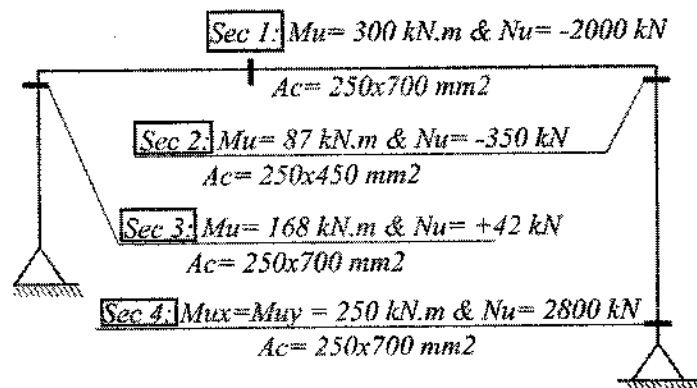 Sec 1: Mu= 300 kN.m & Nu= -2000 kN
Ac= 250x700 mm2
Sec 2: Mu= 87 kN.m & Nu= -350 kN
Ac= 250x450 mm2
Sec 3: Mu= 168 kN.m & Nu= +42 kN
Ac= 250x700 mm2
Sec 4: Mux=Muy = 250 kN.m & Nu= 2800 kN
Ac= 250x700 mm2